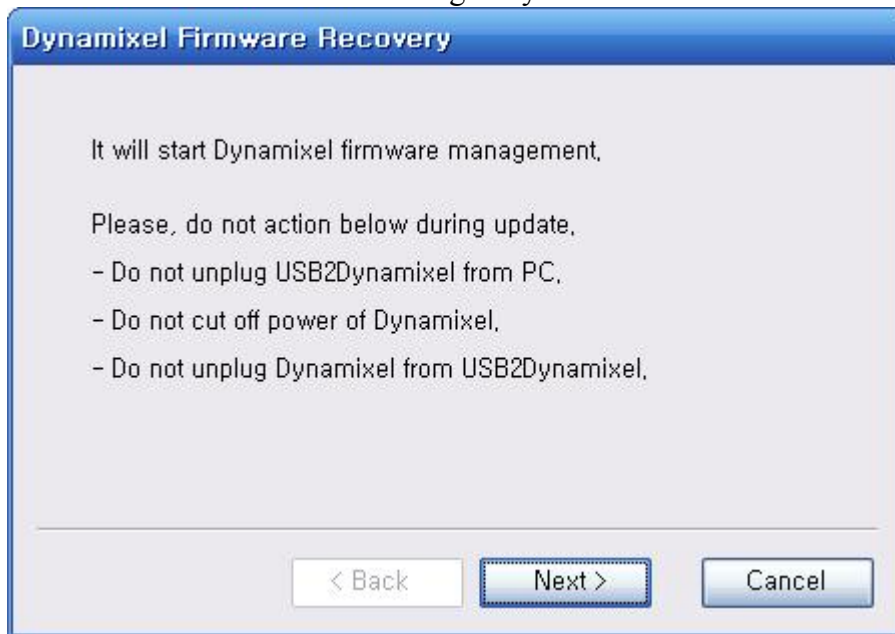 Dynamixel Firmware Recovery
It will start Dynamixel firmware management,
Please, do not action below during update,
- Do not unplug USB2Dynamixel from PC,
- Do not cut off power of Dynamixel,
- Do not unplug Dynamixel from USB2Dynamixel,
< Back Next > Cancel